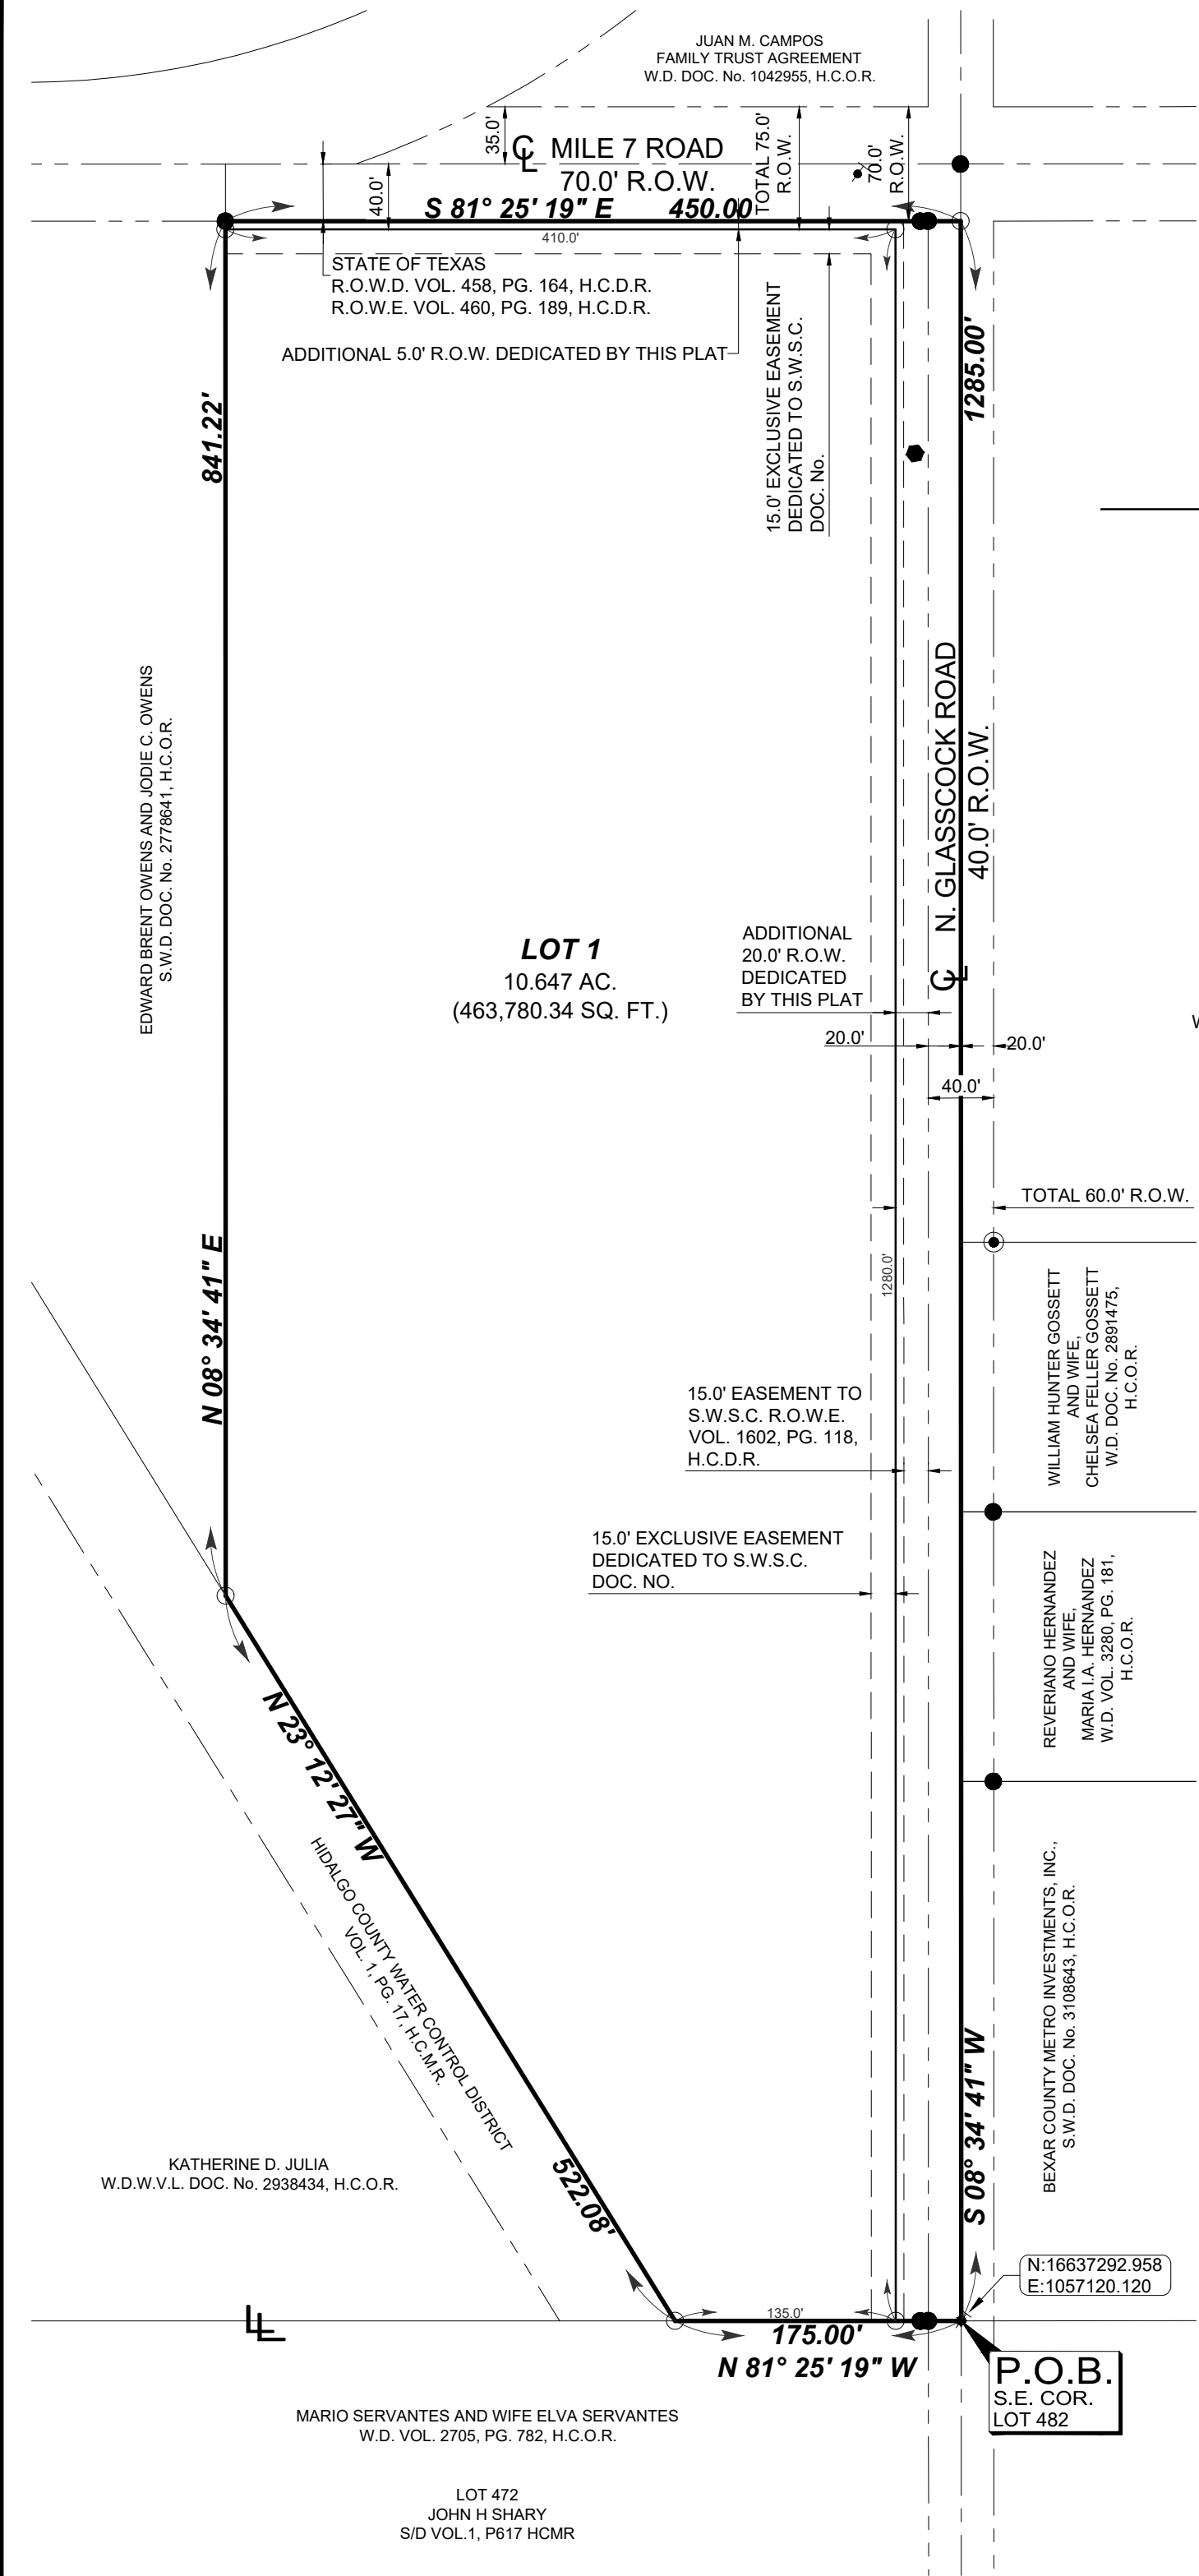 JUAN M. CAMPOS
FAMILY TRUST AGREEMENT
W.D. DOC. No. 1042955, H.C.O.R.
35.0'
℄ MILE 7 ROAD
70.0' R.O.W.
TOTAL 75.0'
R.O.W.
70.0'
R.O.W.
40.0'
S 81° 25' 19" E 450.00
410.0'
STATE OF TEXAS
R.O.W.D. VOL. 458, PG. 164, H.C.D.R.
R.O.W.E. VOL. 460, PG. 189, H.C.D.R.
ADDITIONAL 5.0' R.O.W. DEDICATED BY THIS PLAT
15.0' EXCLUSIVE EASEMENT
DEDICATED TO S.W.S.C.
DOC. No.
1285.00'
841.22'
EDWARD BRENT OWENS AND JODIE C. OWENS
S.W.D. DOC. No. 2778641, H.C.O.R.
℄ N. GLASSCOCK ROAD
40.0' R.O.W.
LOT 1
10.647 AC.
(463,780.34 SQ. FT.)
ADDITIONAL
20.0' R.O.W.
DEDICATED
BY THIS PLAT
W
20.0'
20.0'
40.0'
TOTAL 60.0' R.O.W.
N 08° 34' 41" E
1280.0'
WILLIAM HUNTER GOSSETT
AND WIFE,
CHELSEA FELLER GOSSETT
W.D. DOC. No. 2891475,
H.C.O.R.
15.0' EASEMENT TO
S.W.S.C. R.O.W.E.
VOL. 1602, PG. 118,
H.C.D.R.
15.0' EXCLUSIVE EASEMENT
DEDICATED TO S.W.S.C.
DOC. NO.
REVERIANO HERNANDEZ
AND WIFE,
MARIA I.A. HERNANDEZ
W.D. VOL. 3280, PG. 181,
H.C.O.R.
N 23° 12' 27" W
HIDALGO COUNTY WATER CONTROL DISTRICT
VOL. 1, PG. 17, H.C.M.R.
522.08'
BEXAR COUNTY METRO INVESTMENTS, INC.,
S.W.D. DOC. No. 3108643, H.C.O.R.
S 08° 34' 41" W
KATHERINE D. JULIA
W.D.W.V.L. DOC. No. 2938434, H.C.O.R.
N:16637292.958
E:1057120.120
LL
135.0'
175.00'
N 81° 25' 19" W
P.O.B.
S.E. COR.
LOT 482
MARIO SERVANTES AND WIFE ELVA SERVANTES
W.D. VOL. 2705, PG. 782, H.C.O.R.
LOT 472
JOHN H SHARY
S/D VOL.1, P617 HCMR